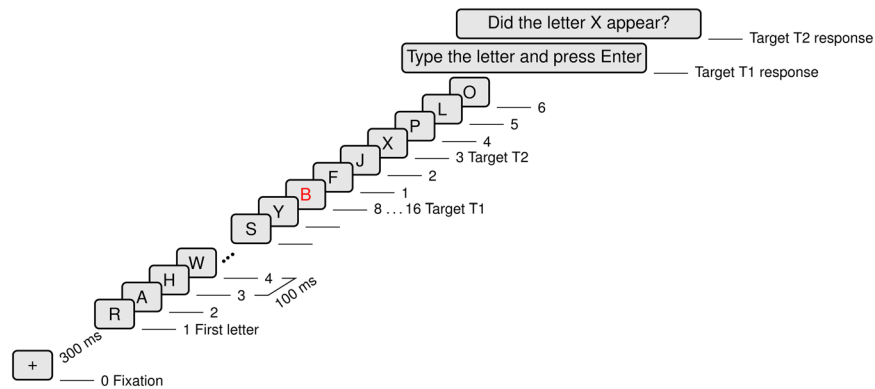 Did the letter X appear?
Target T2 response
Type the letter and press Enter
Target T1 response
O
6
L
5
P
4
X
3 Target T2
J
2
F
1
B
8 ... 16 Target T1
Y
S
W
4
H
3
100 ms
A
2
R
1 First letter
300 ms
+
0 Fixation